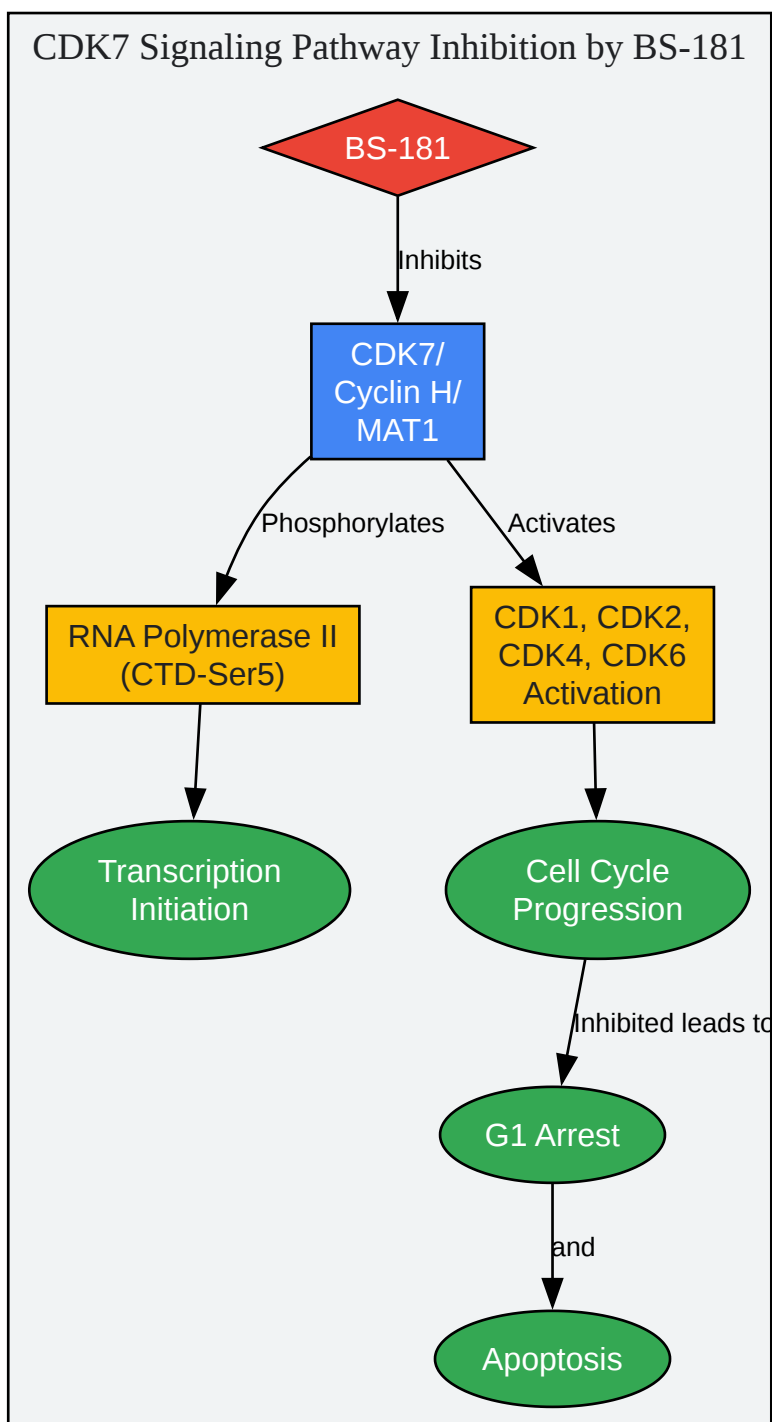 CDK7 Signaling Pathway Inhibition by BS-181
BS-181
Inhibits
CDK7/
Cyclin H/
MAT1
Phosphorylates
Activates
RNA Polymerase II
(CTD-Ser5)
CDK1, CDK2,
CDK4, CDK6
Activation
Transcription
Initiation
Cell Cycle
Progression
Inhibited leads to
G1 Arrest
and
Apoptosis